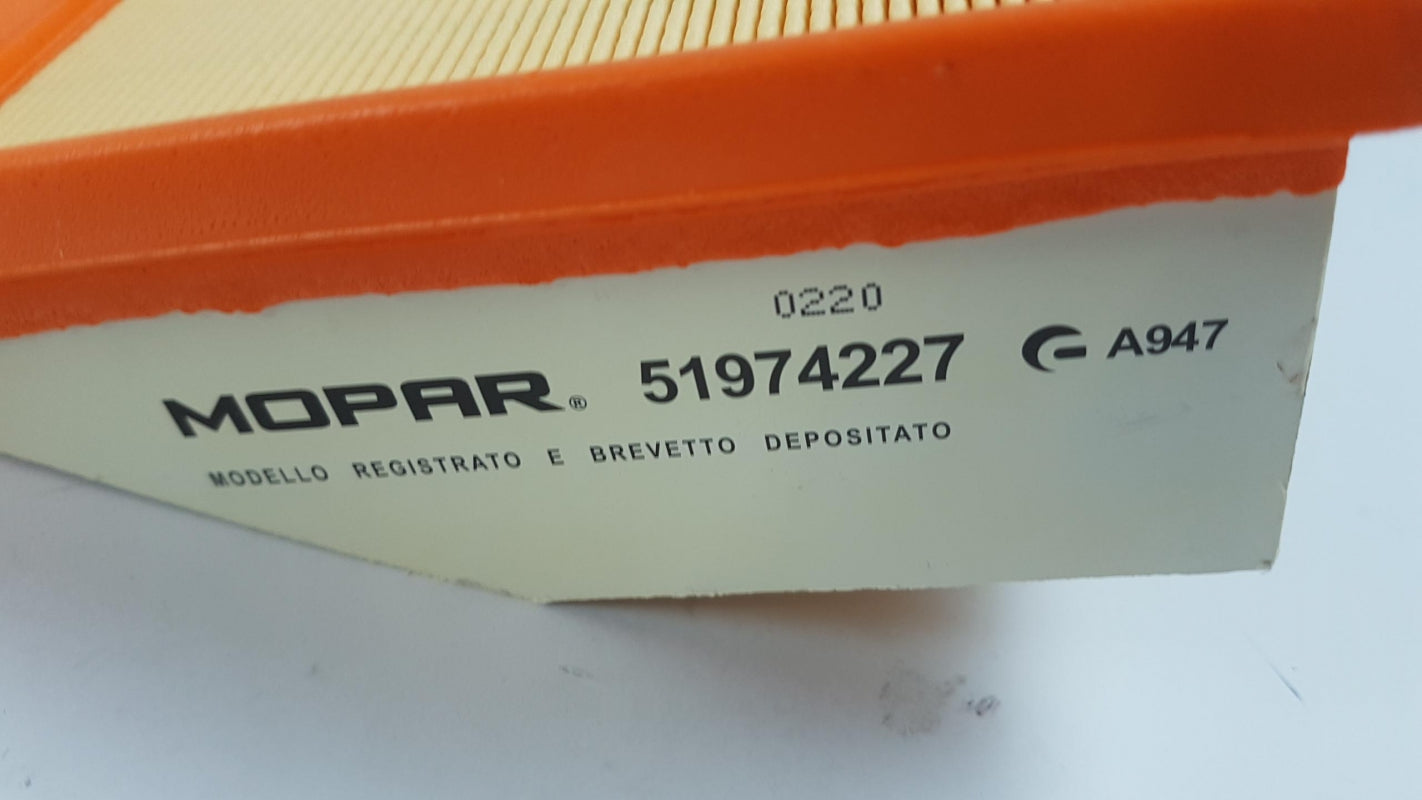 0220
MOPAR® 51974227 A947
MODELLO REGISTRATO E BREVETTO DEPOSITATO